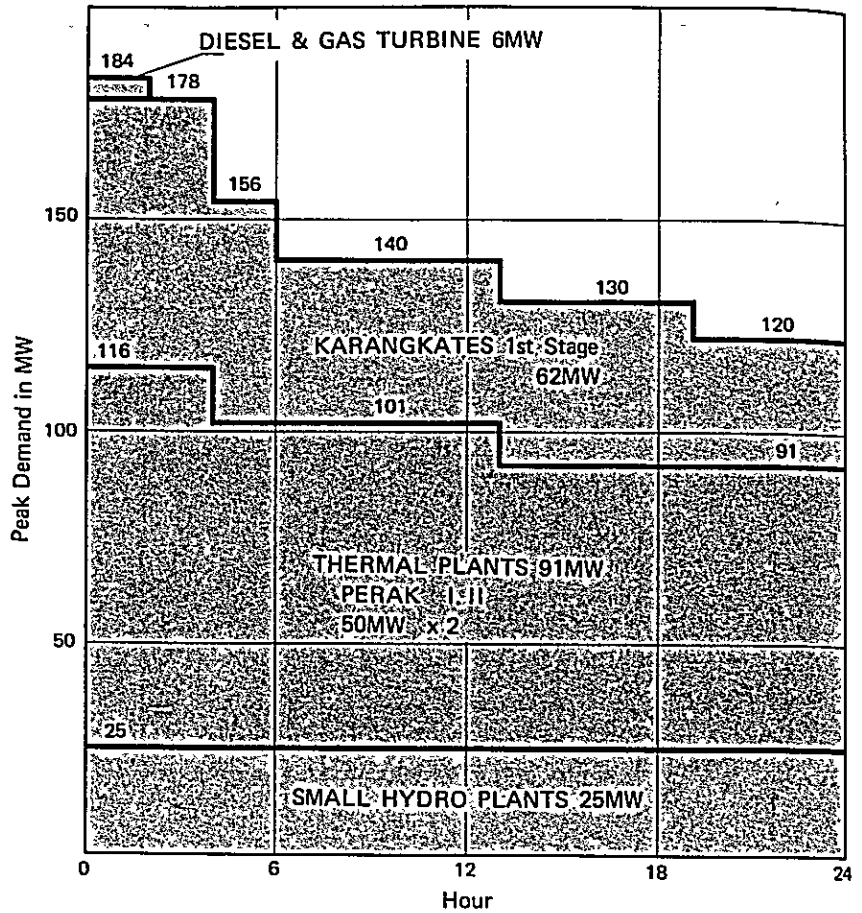 DIESEL & GAS TURBINE 6MW
184
178
156
150
140
130
120
KARANGKATES 1st Stage
62MW
116
101
100
91
THERMAL PLANTS 91MW
PERAK I.II
50MW x 2
50
25
SMALL HYDRO PLANTS 25MW
0
0
6
12
18
24
Hour
Peak Demand in MW